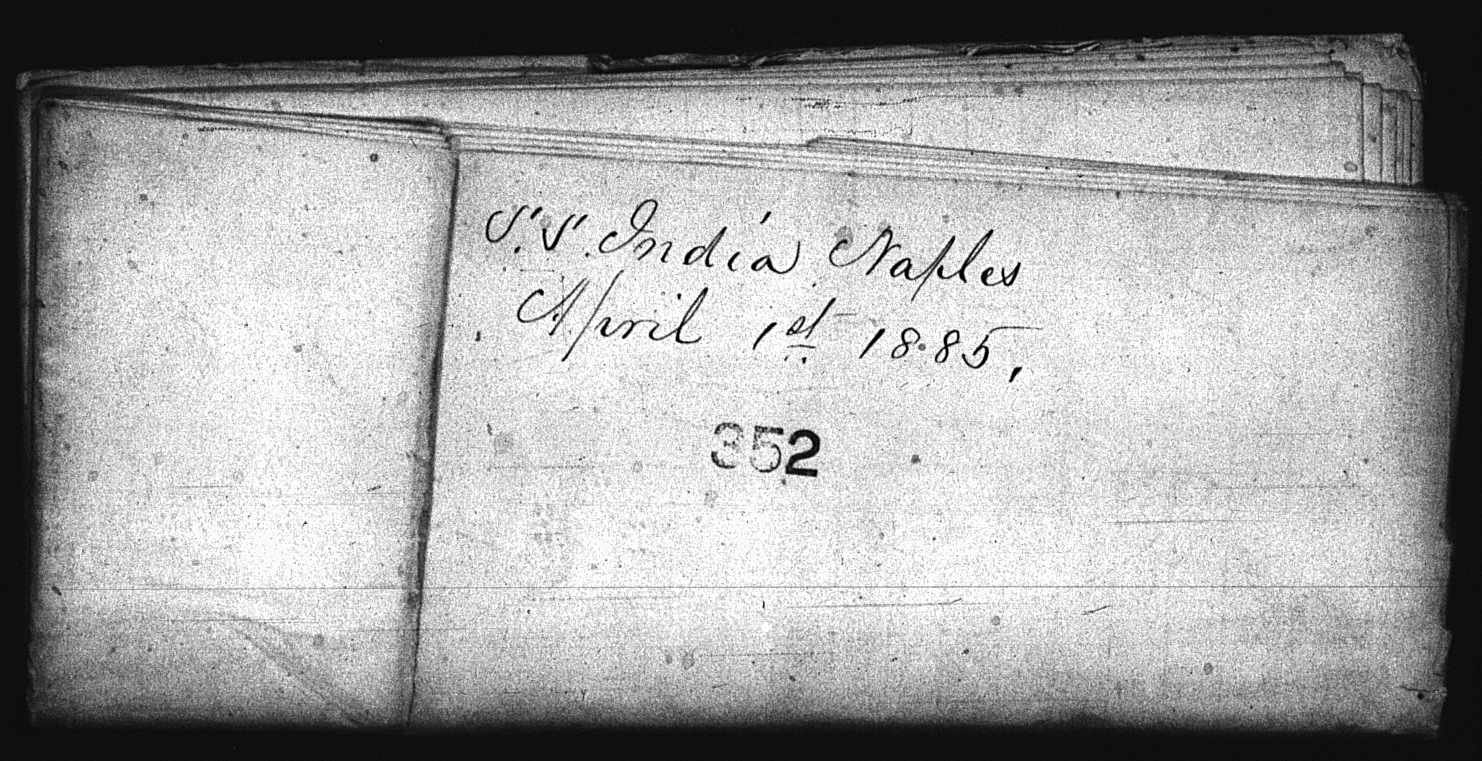 S.S. India Naples
April 1st 1885.
352